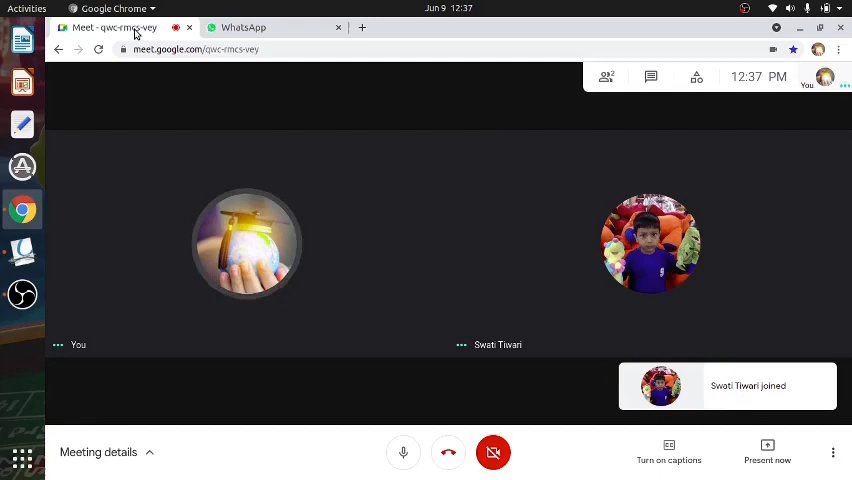 Activities
Google Chrome
Jun 9 12:37
Meet - qwc-rmcs-vey
WhatsApp
meet.google.com/qwc-rmcs-vey
2
12:37 PM
You
You
Swati Tiwari
Swati Tiwari joined
Meeting details
Turn on captions
Present now